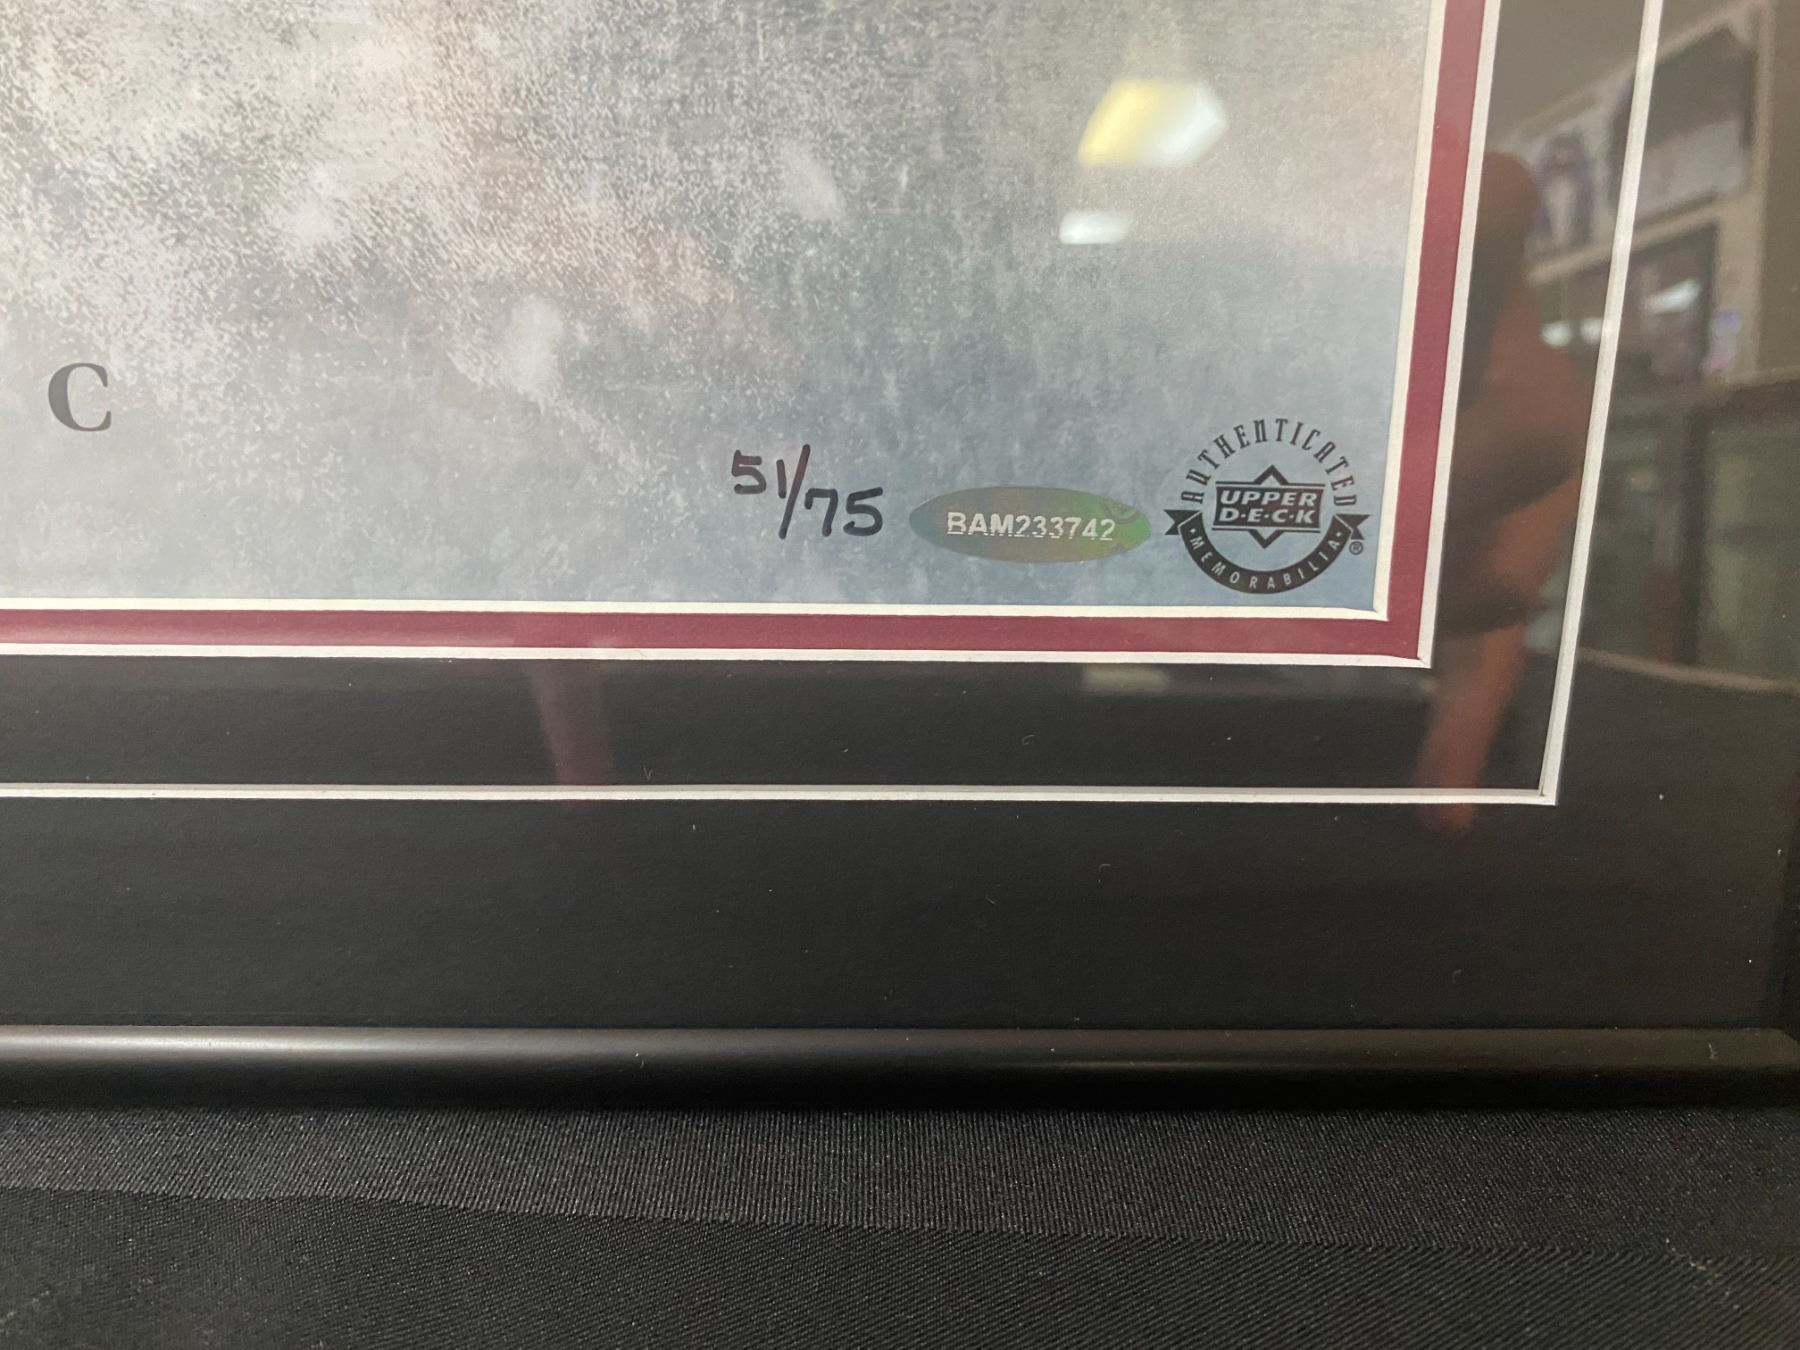 C
51/75
BAM233742
AUTHENTICATED
UPPER
D·E·C·K
·MEMORABILIA·
®